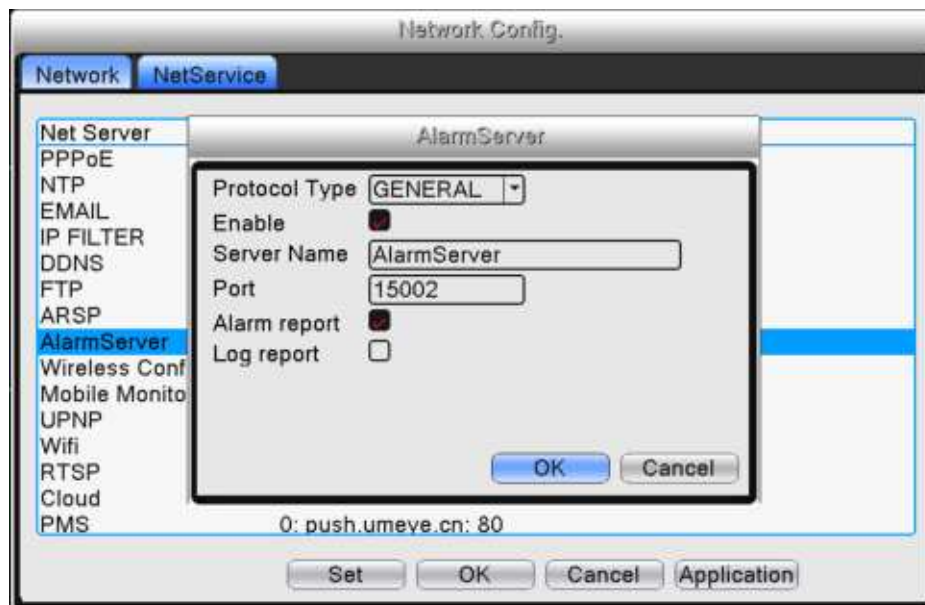 Network Config.
Network NetService
Net Server
PPPoE
NTP
EMAIL
IP FILTER
DDNS
FTP
ARSP
AlarmServer
Wireless Conf
Mobile Monito
UPNP
Wifi
RTSP
Cloud
PMS 0: push.umeye.cn: 80
AlarmServer
Protocol Type GENERAL
Enable
Server Name AlarmServer
Port 15002
Alarm report
Log report
OK Cancel
Set OK Cancel Application